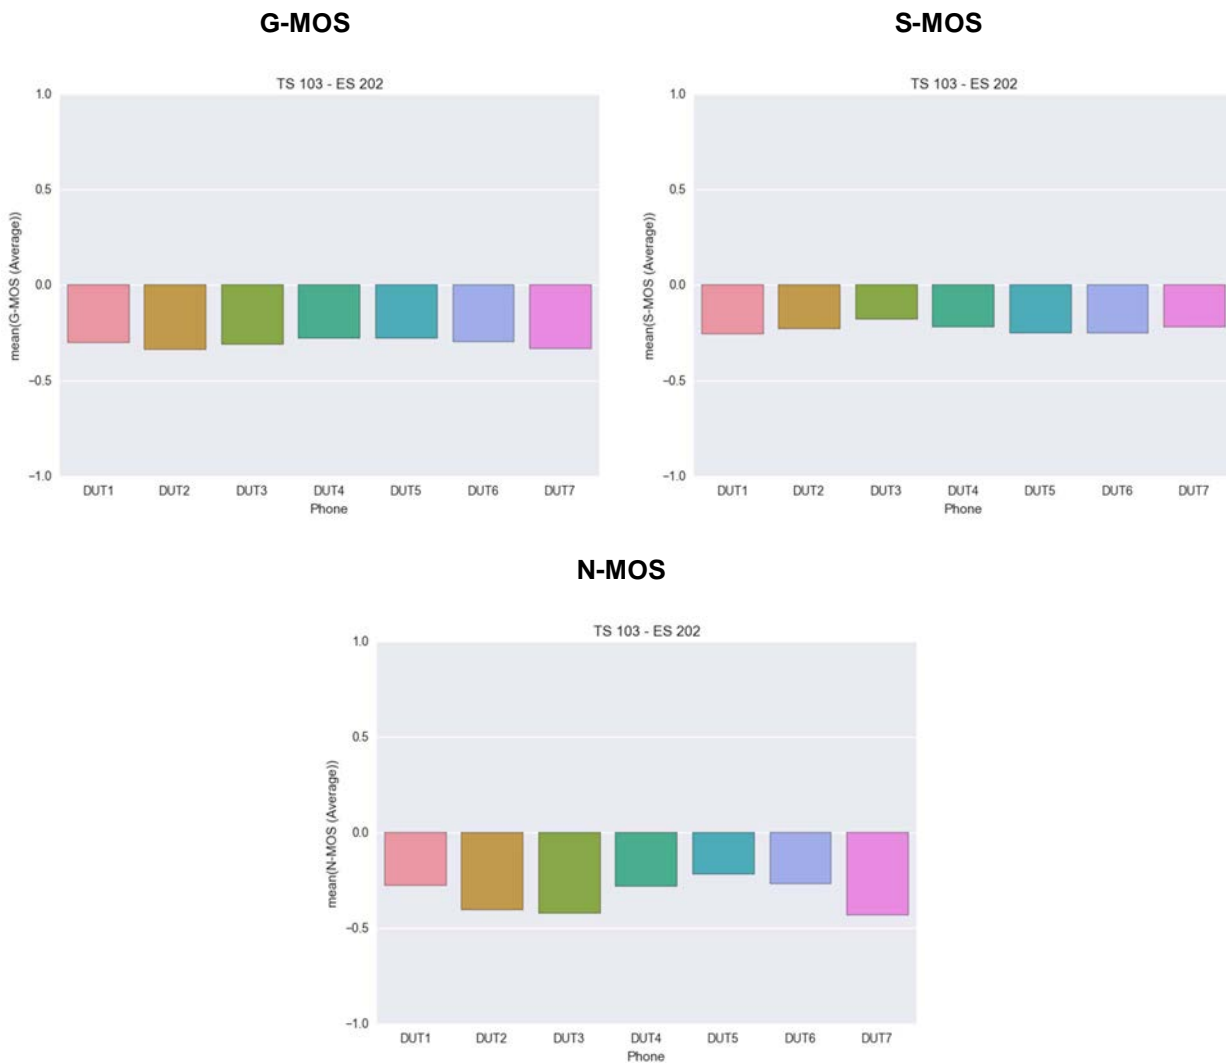 G-MOS
TS 103 - ES 202
1.0
0.5
0.0
−0.5
−1.0
mean(G-MOS (Average))
DUT1 DUT2 DUT3 DUT4 DUT5 DUT6 DUT7
Phone
S-MOS
TS 103 - ES 202
1.0
0.5
0.0
−0.5
−1.0
mean(S-MOS (Average))
DUT1 DUT2 DUT3 DUT4 DUT5 DUT6 DUT7
Phone
N-MOS
TS 103 - ES 202
1.0
0.5
0.0
−0.5
−1.0
mean(N-MOS (Average))
DUT1 DUT2 DUT3 DUT4 DUT5 DUT6 DUT7
Phone